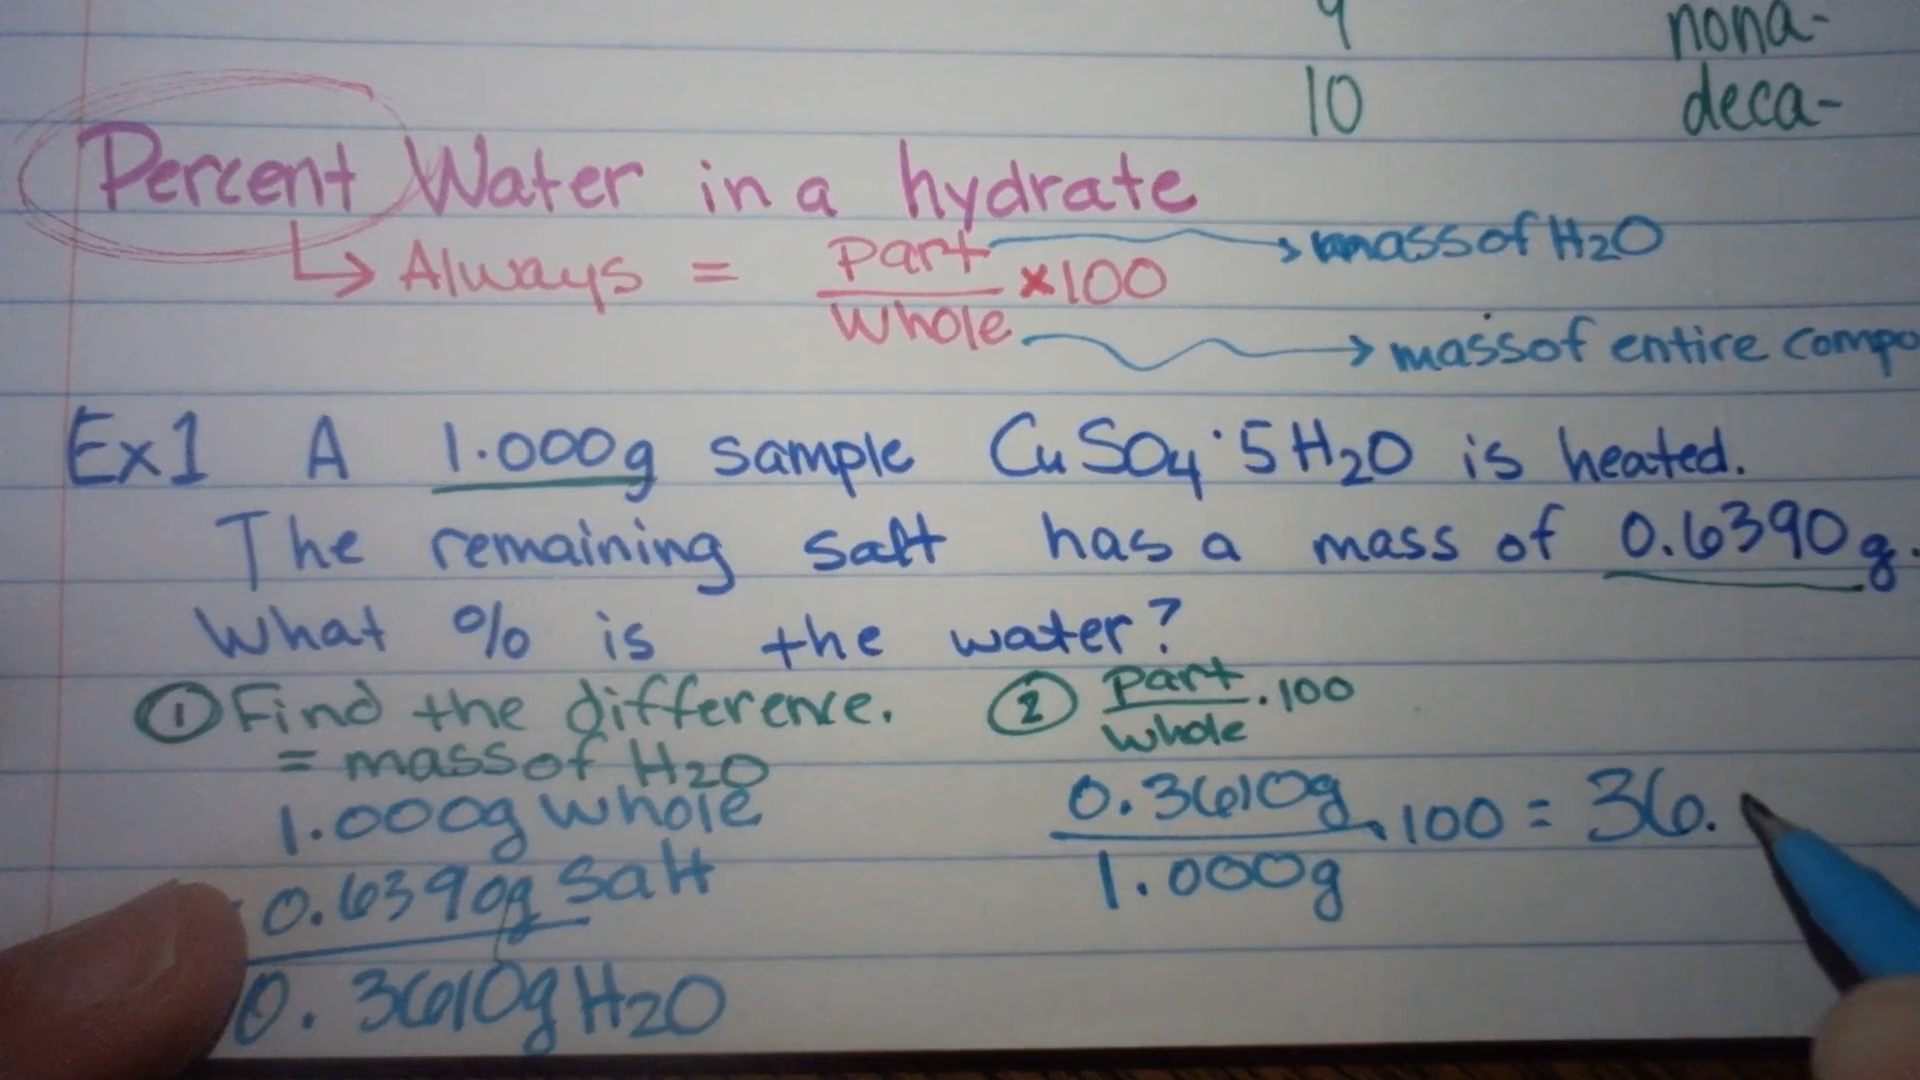 9 nona-
10 deca-
Percent Water in a hydrate
↳ Always = part/whole ×100
→ mass of H2O
→ mass of entire compo
Ex1 A 1.000g sample CuSO4·5H2O is heated.
The remaining salt has a mass of 0.6390g.
What % is the water?
① Find the difference.
= mass of H2O
1.000g whole
- 0.6390g salt
0.3610g H2O
② part/whole · 100
0.3610g/1.000g · 100 = 36.